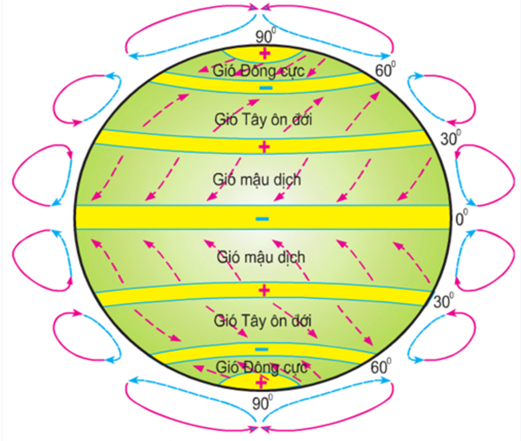 90⁰
+
Gió Đông cực
60⁰
−
Gió Tây ôn đới
30⁰
+
Gió mậu dịch
−
0⁰
Gió mậu dịch
+
30⁰
Gió Tây ôn đới
−
60⁰
Gió Đông cực
+
90⁰